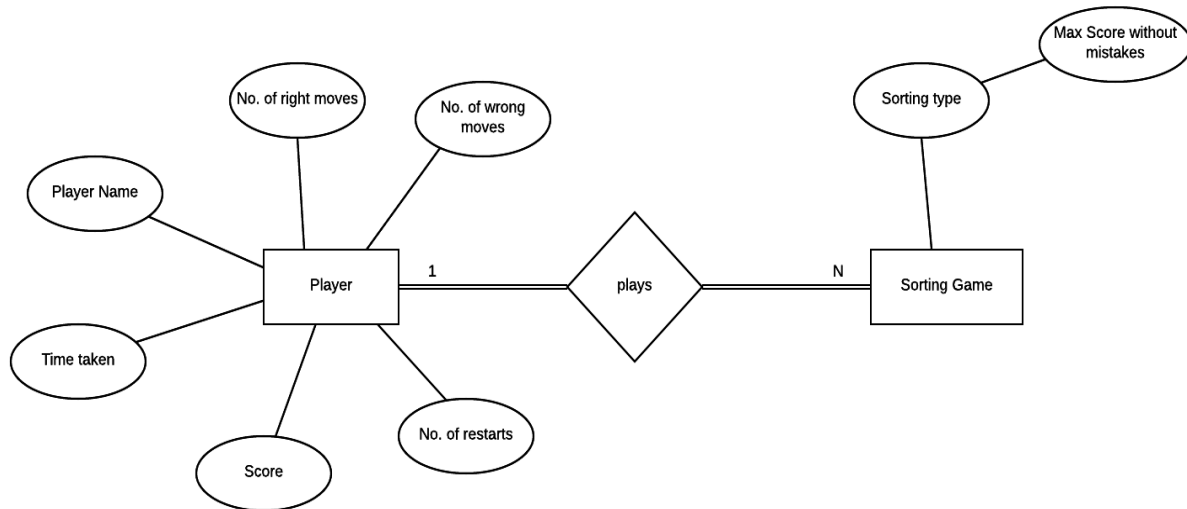 Max Score without
mistakes
No. of right moves
No. of wrong
moves
Sorting type
Player Name
Player
1
plays
N
Sorting Game
Time taken
No. of restarts
Score